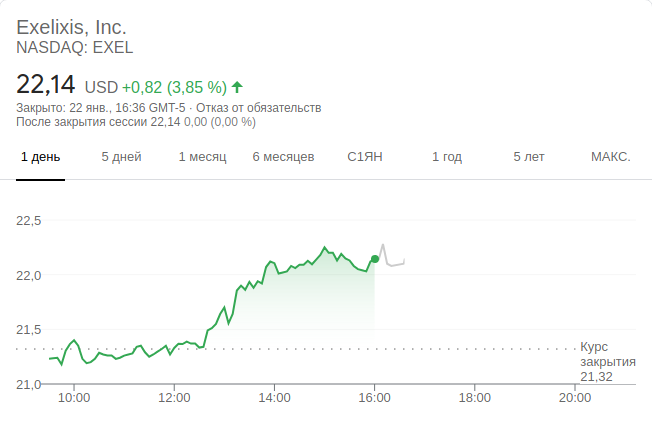 Exelixis, Inc.
NASDAQ: EXEL
22,14 USD +0,82 (3,85 %)
Закрыто: 22 янв., 16:36 GMT-5 · Отказ от обязательств
После закрытия сессии 22,14 0,00 (0,00 %)
1 день 5 дней 1 месяц 6 месяцев С1ЯН 1 год 5 лет МАКС.
22,5
22,0
21,5
21,0
Курс
закрытия
21,32
10:00 12:00 14:00 16:00 18:00 20:00